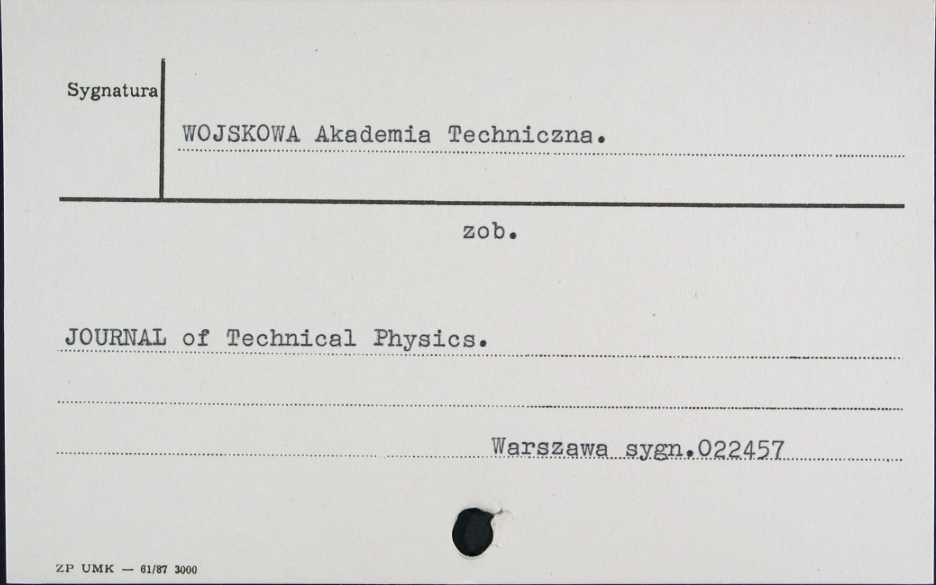 Sygnatura
WOJSKOWA Akademia Techniczna.
zob.
JOURNAL of Technical Physics.
Warszawa sygn.022457
ZP UMK — 61/87 3000